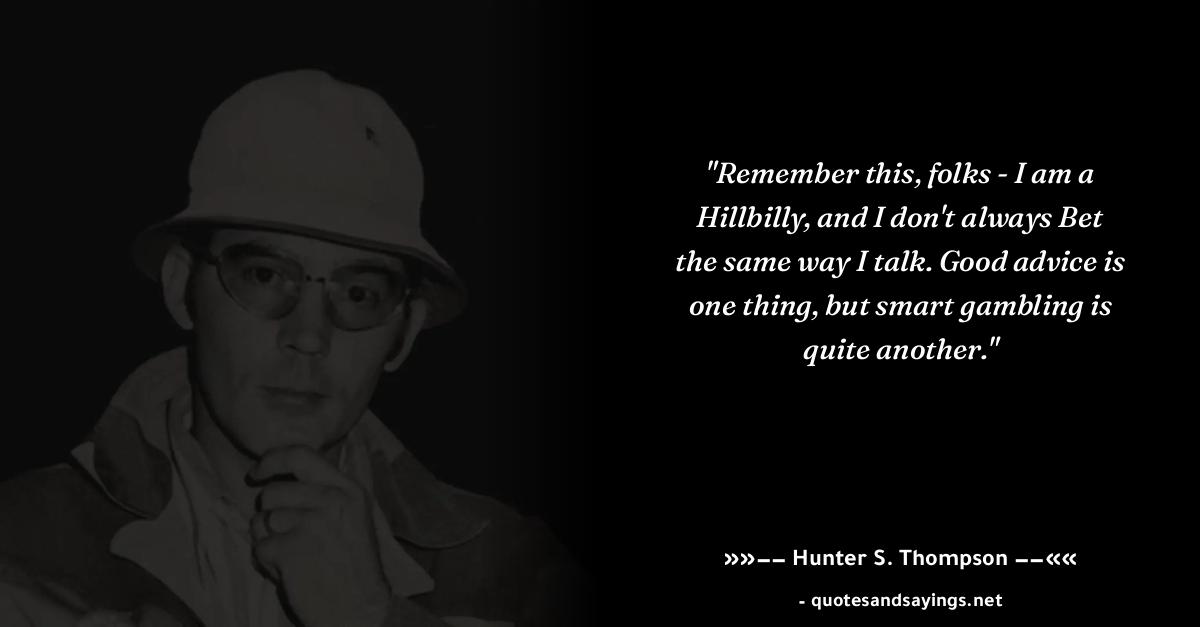 "Remember this, folks - I am a
Hillbilly, and I don't always Bet
the same way I talk. Good advice is
one thing, but smart gambling is
quite another."
»»–– Hunter S. Thompson ––««
- quotesandsayings.net